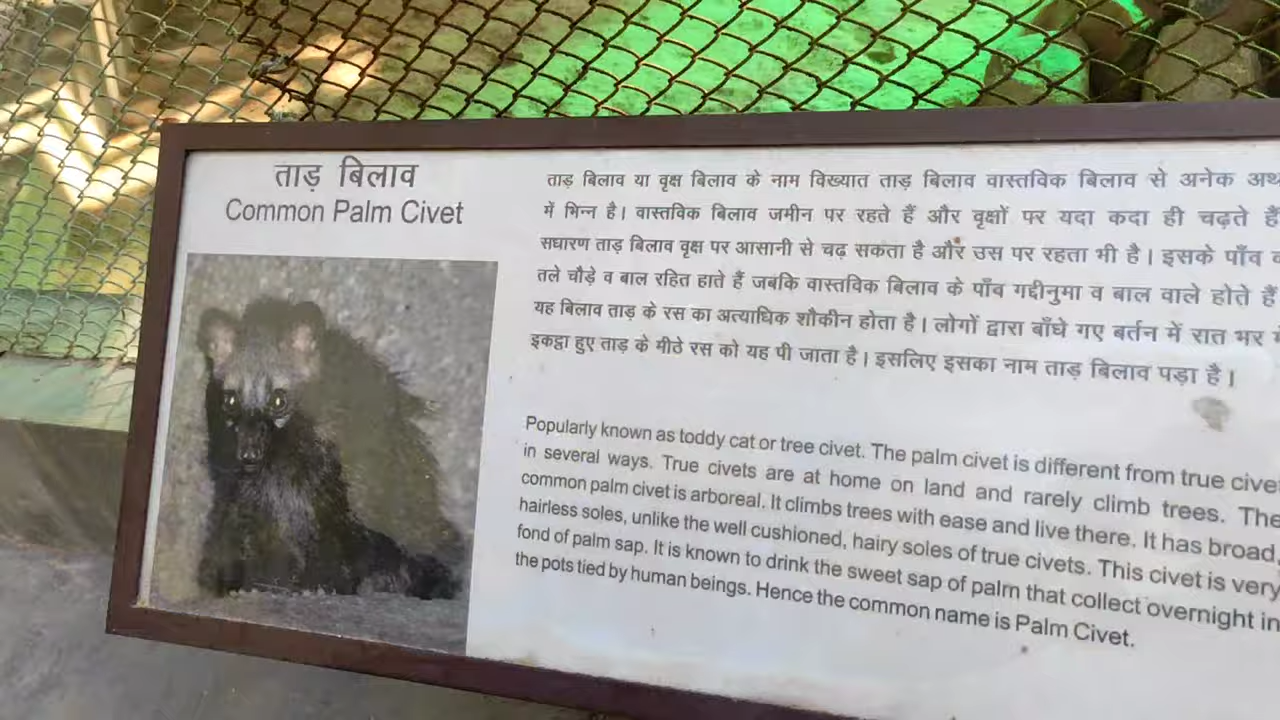 ताड़ बिलाव
Common Palm Civet
ताड़ बिलाव या वृक्ष बिलाव के नाम विख्यात ताड़ बिलाव वास्तविक बिलाव से अनेक
में भिन्न है। वास्तविक बिलाव जमीन पर रहते हैं और वृक्षों पर यदा कदा ही चढ़ते हैं
सधारण ताड़ बिलाव वृक्ष पर आसानी से चढ़ सकता है और उस पर रहता भी है। इसके पाँव
तले चौड़े व बाल रहित हाते हैं जबकि वास्तविक बिलाव के पाँव गद्दीनुमा व बाल वाले होते हैं
यह बिलाव ताड़ के रस का अत्याधिक शौकीन होता है। लोगों द्वारा बाँघे गए बर्तन में रात भर
इकट्ठा हुए ताड़ के मीठे रस को यह पी जाता है। इसलिए इसका नाम ताड़ बिलाव पड़ा है।
Popularly known as toddy cat or tree civet. The palm civet is different from true
in several ways. True civets are at home on land and rarely climb trees. The
common palm civet is arboreal. It climbs trees with ease and live there. It has broad,
hairless soles, unlike the well cushioned, hairy soles of true civets. This civet is very
fond of palm sap. It is known to drink the sweet sap of palm that collect overnight in
the pots tied by human beings. Hence the common name is Palm Civet.